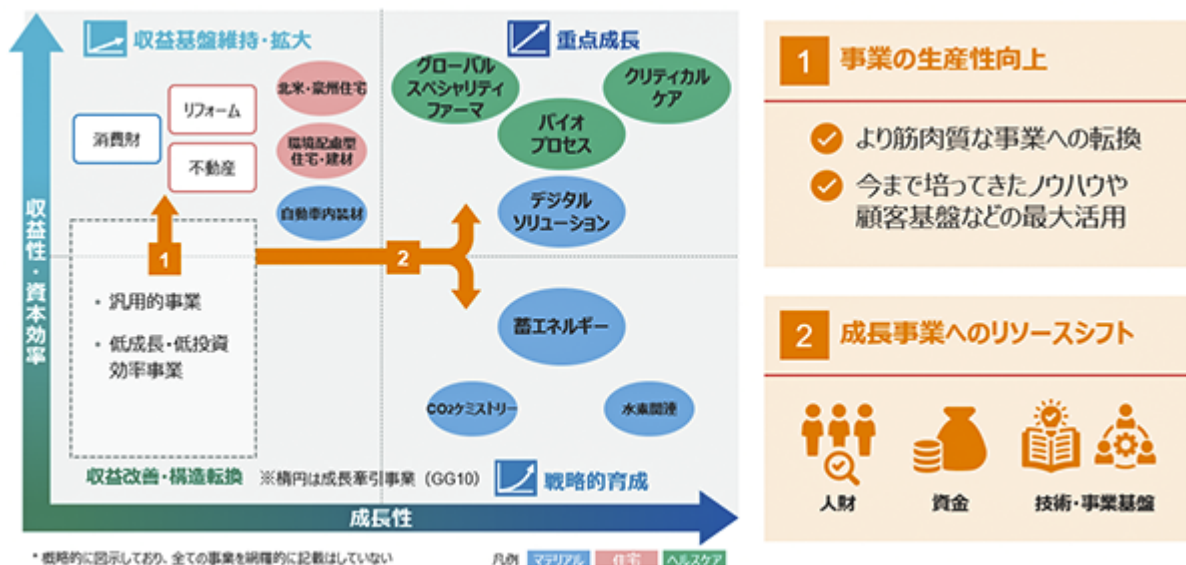 収益基盤維持・拡大
重点成長
グローバル
スペシャリティ
ファーマ
クリティカル
ケア
バイオ
プロセス
北米・豪州住宅
リフォーム
消費財
環境配慮型
住宅・建材
不動産
デジタル
ソリューション
自動車内装材
収益性・資本効率
1
2
・ 汎用的事業
・ 低成長・低投資
効率事業
蓄エネルギー
CO2ケミストリー
水素関連
収益改善・構造転換
※楕円は成長牽引事業（GG10）
戦略的育成
成長性
* 概略的に図示しており、全ての事業を網羅的に記載はしていない
凡例 マテリアル 住宅 ヘルスケア
1 事業の生産性向上
より筋肉質な事業への転換
今まで培ってきたノウハウや
顧客基盤などの最大活用
2 成長事業へのリソースシフト
人財
資金
技術・事業基盤